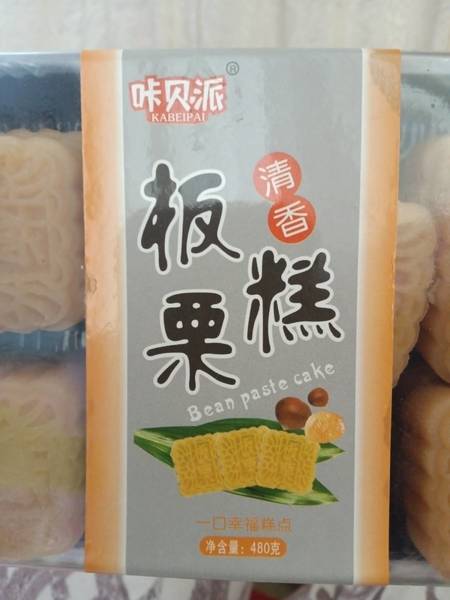 咔贝派®
KABEIPAI
清香
板栗
糕
Bean paste cake
一口幸福糕点
净含量：480克